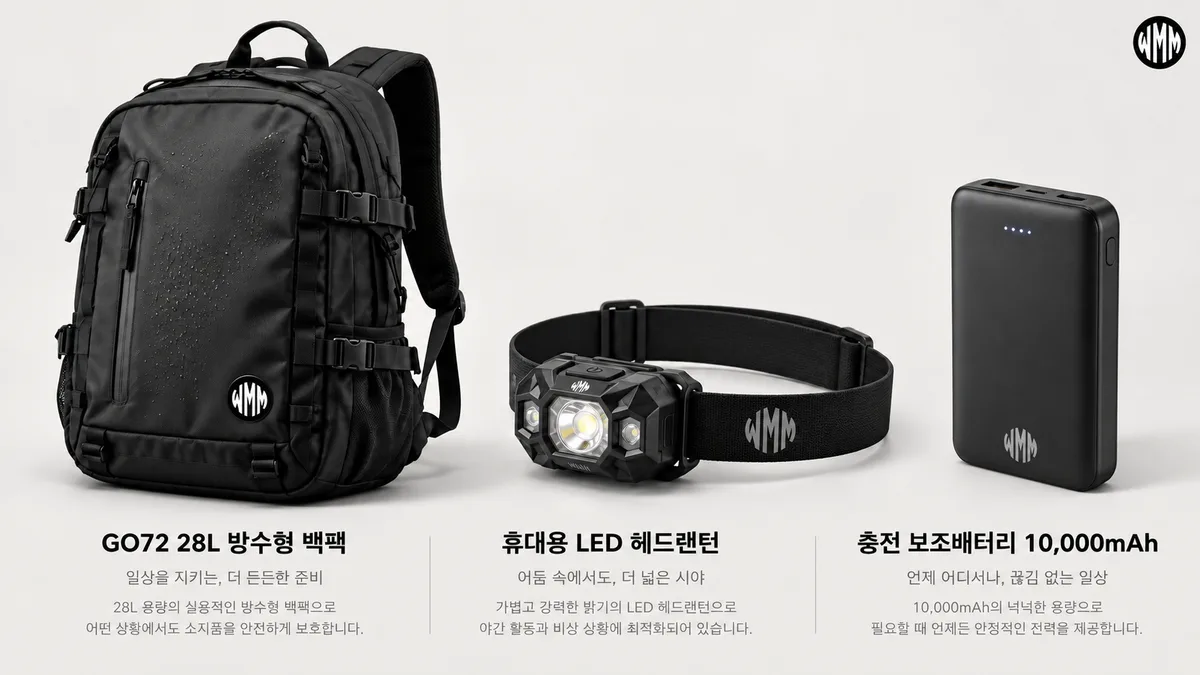 WMM
WMM
WMM
WMM
WMM
GO72 28L 방수형 백팩
일상을 지키는, 더 든든한 준비
28L 용량의 실용적인 방수형 백팩으로
어떤 상황에서도 소지품을 안전하게 보호합니다.
휴대용 LED 헤드랜턴
어둠 속에서도, 더 넓은 시야
가볍고 강력한 밝기의 LED 헤드랜턴으로
야간 활동과 비상 상황에 최적화되어 있습니다.
충전 보조배터리 10,000mAh
언제 어디서나, 끊김 없는 일상
10,000mAh의 넉넉한 용량으로
필요할 때 언제든 안정적인 전력을 제공합니다.